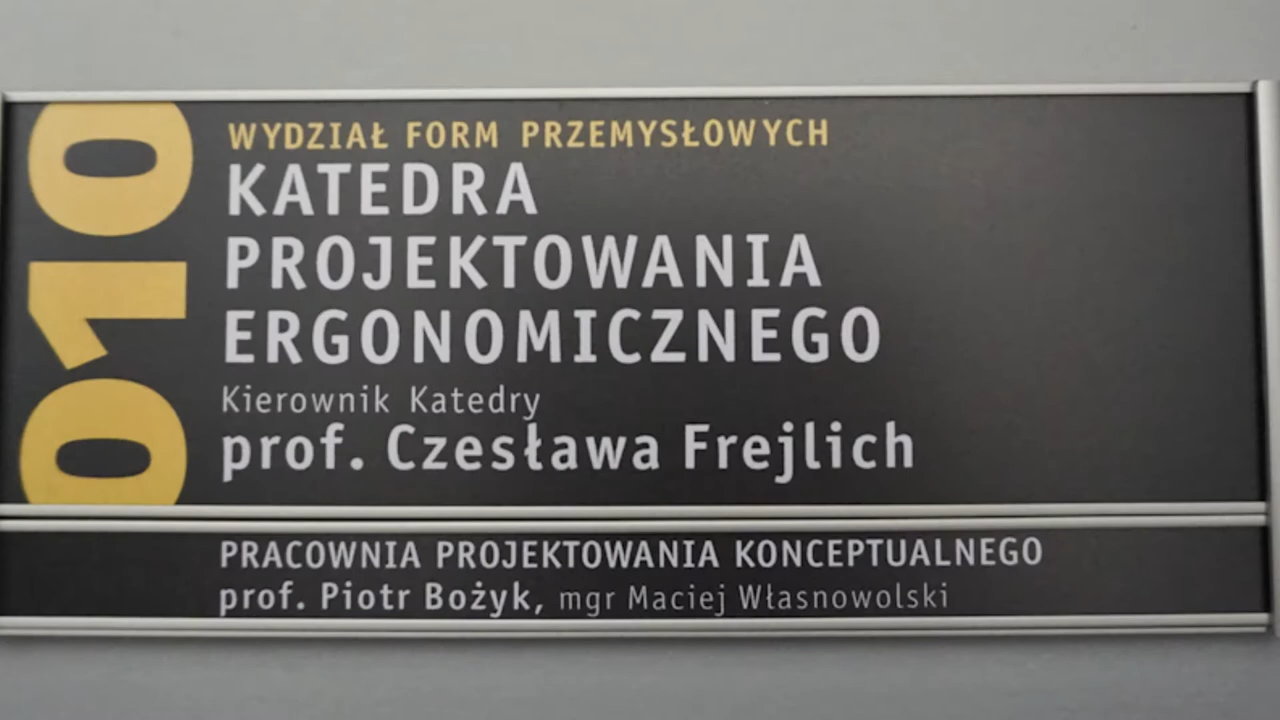 010
WYDZIAŁ FORM PRZEMYSŁOWYCH
KATEDRA
PROJEKTOWANIA
ERGONOMICZNEGO
Kierownik Katedry
prof. Czesława Frejlich
PRACOWNIA PROJEKTOWANIA KONCEPTUALNEGO
prof. Piotr Bożyk, mgr Maciej Własnowolski